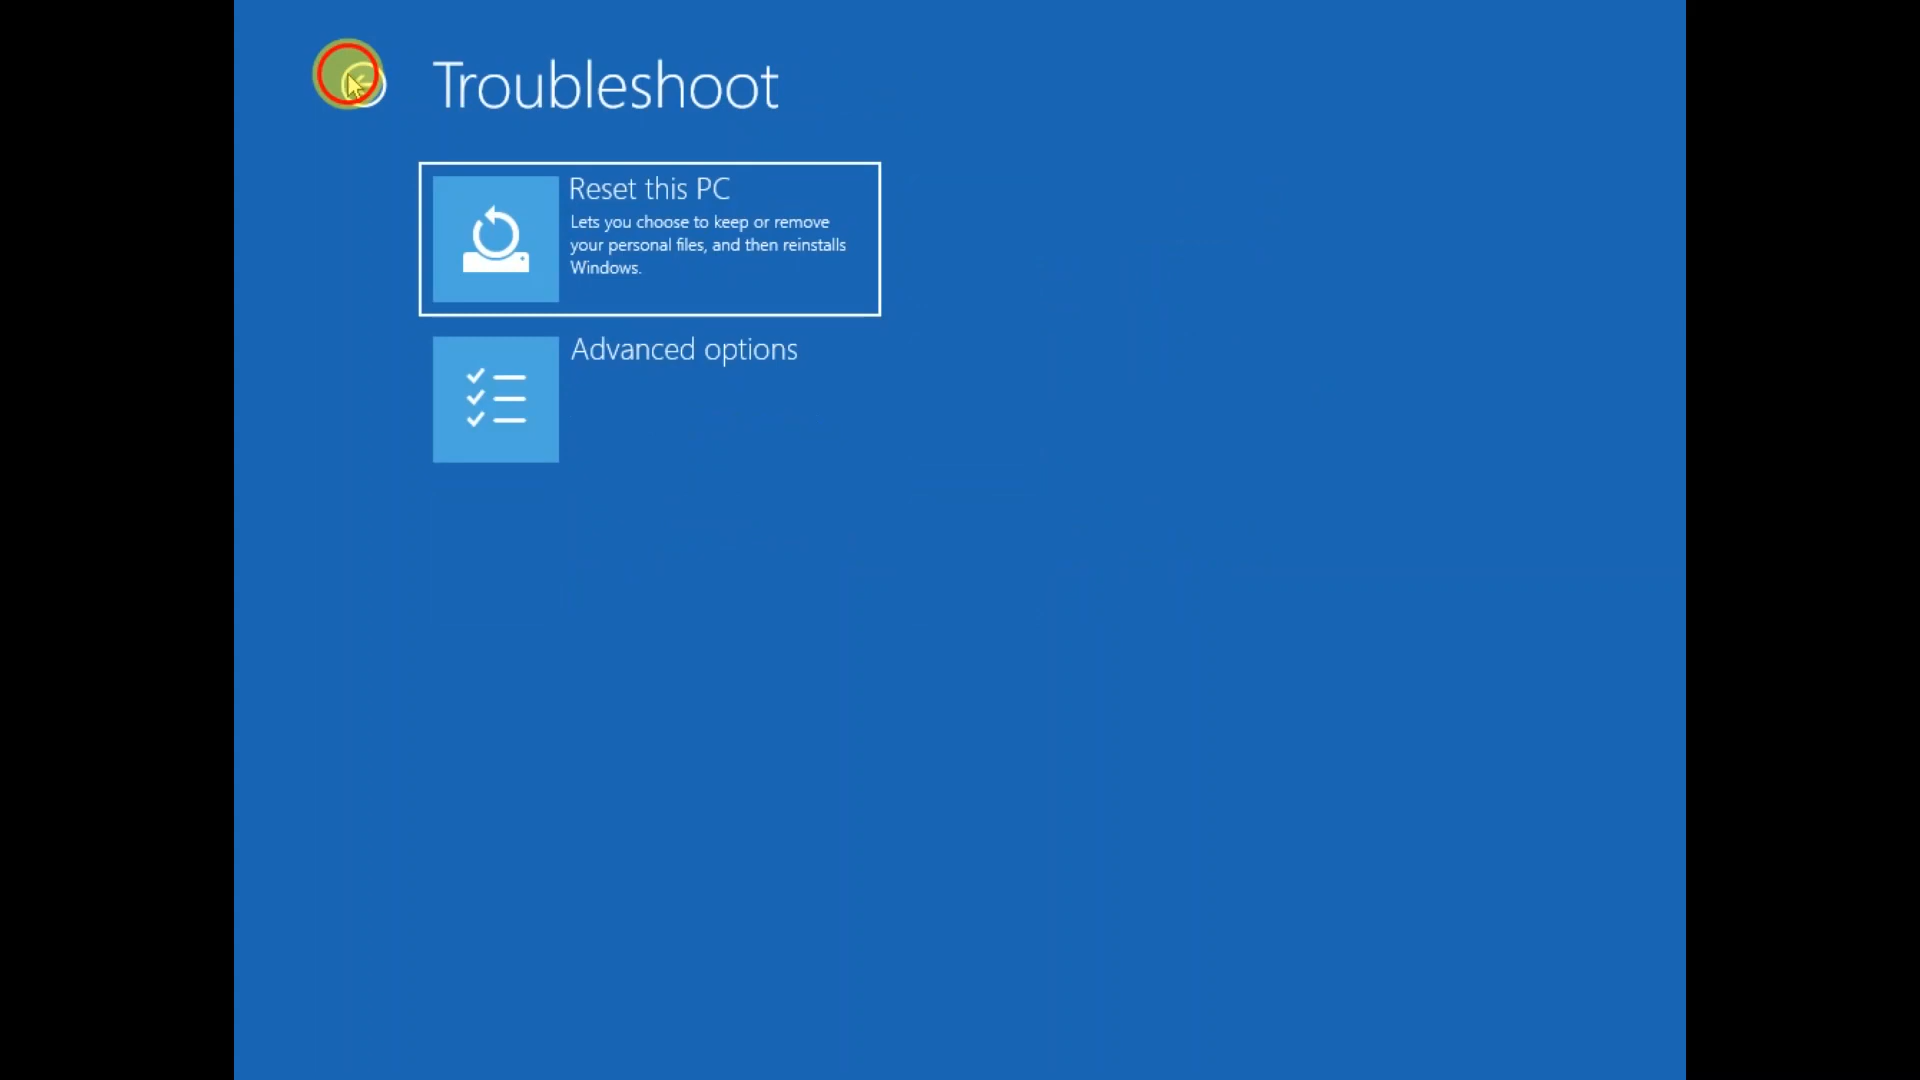 Troubleshoot
Reset this PC
Lets you choose to keep or remove
your personal files, and then reinstalls
Windows.
Advanced options